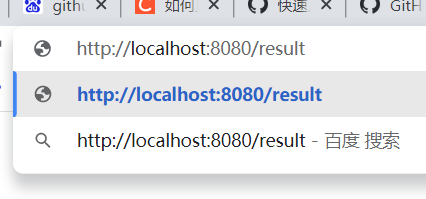 githu 如何 快速 GitH
http://localhost:8080/result
http://localhost:8080/result
http://localhost:8080/result - 百度 搜索